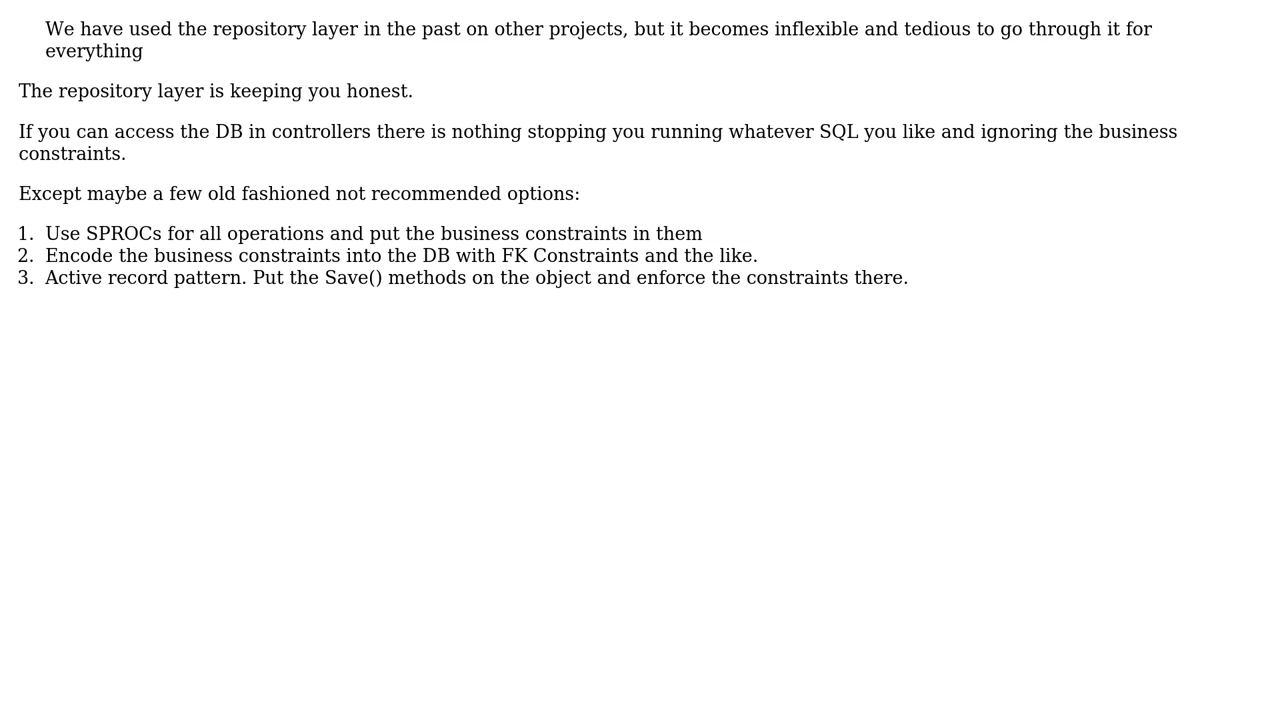 We have used the repository layer in the past on other projects, but it becomes inflexible and tedious to go through it for
everything
The repository layer is keeping you honest.
If you can access the DB in controllers there is nothing stopping you running whatever SQL you like and ignoring the business
constraints.
Except maybe a few old fashioned not recommended options:
1. Use SPROCs for all operations and put the business constraints in them
2. Encode the business constraints into the DB with FK Constraints and the like.
3. Active record pattern. Put the Save() methods on the object and enforce the constraints there.